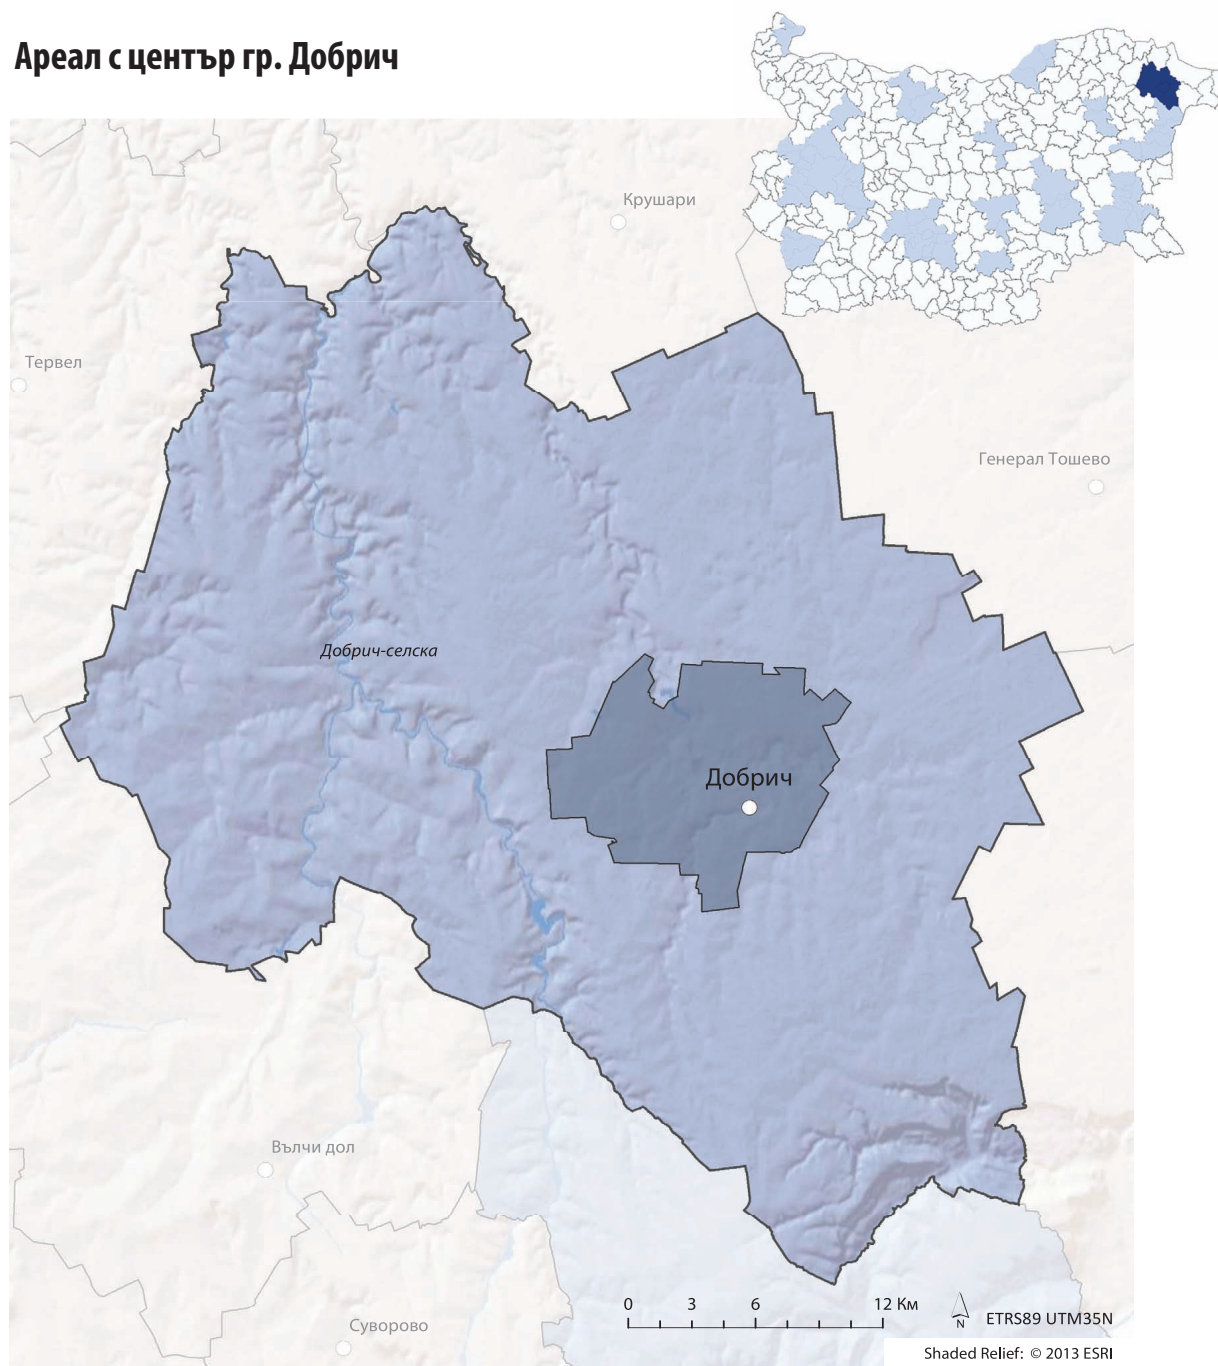 Ареал с център гр. Добрич
Крушари
Тервел
Генерал Тошево
Добрич-селска
Добрич
Вълчи дол
Суворово
0 3 6 12 Км
N
ETRS89 UTM35N
Shaded Relief: © 2013 ESRI